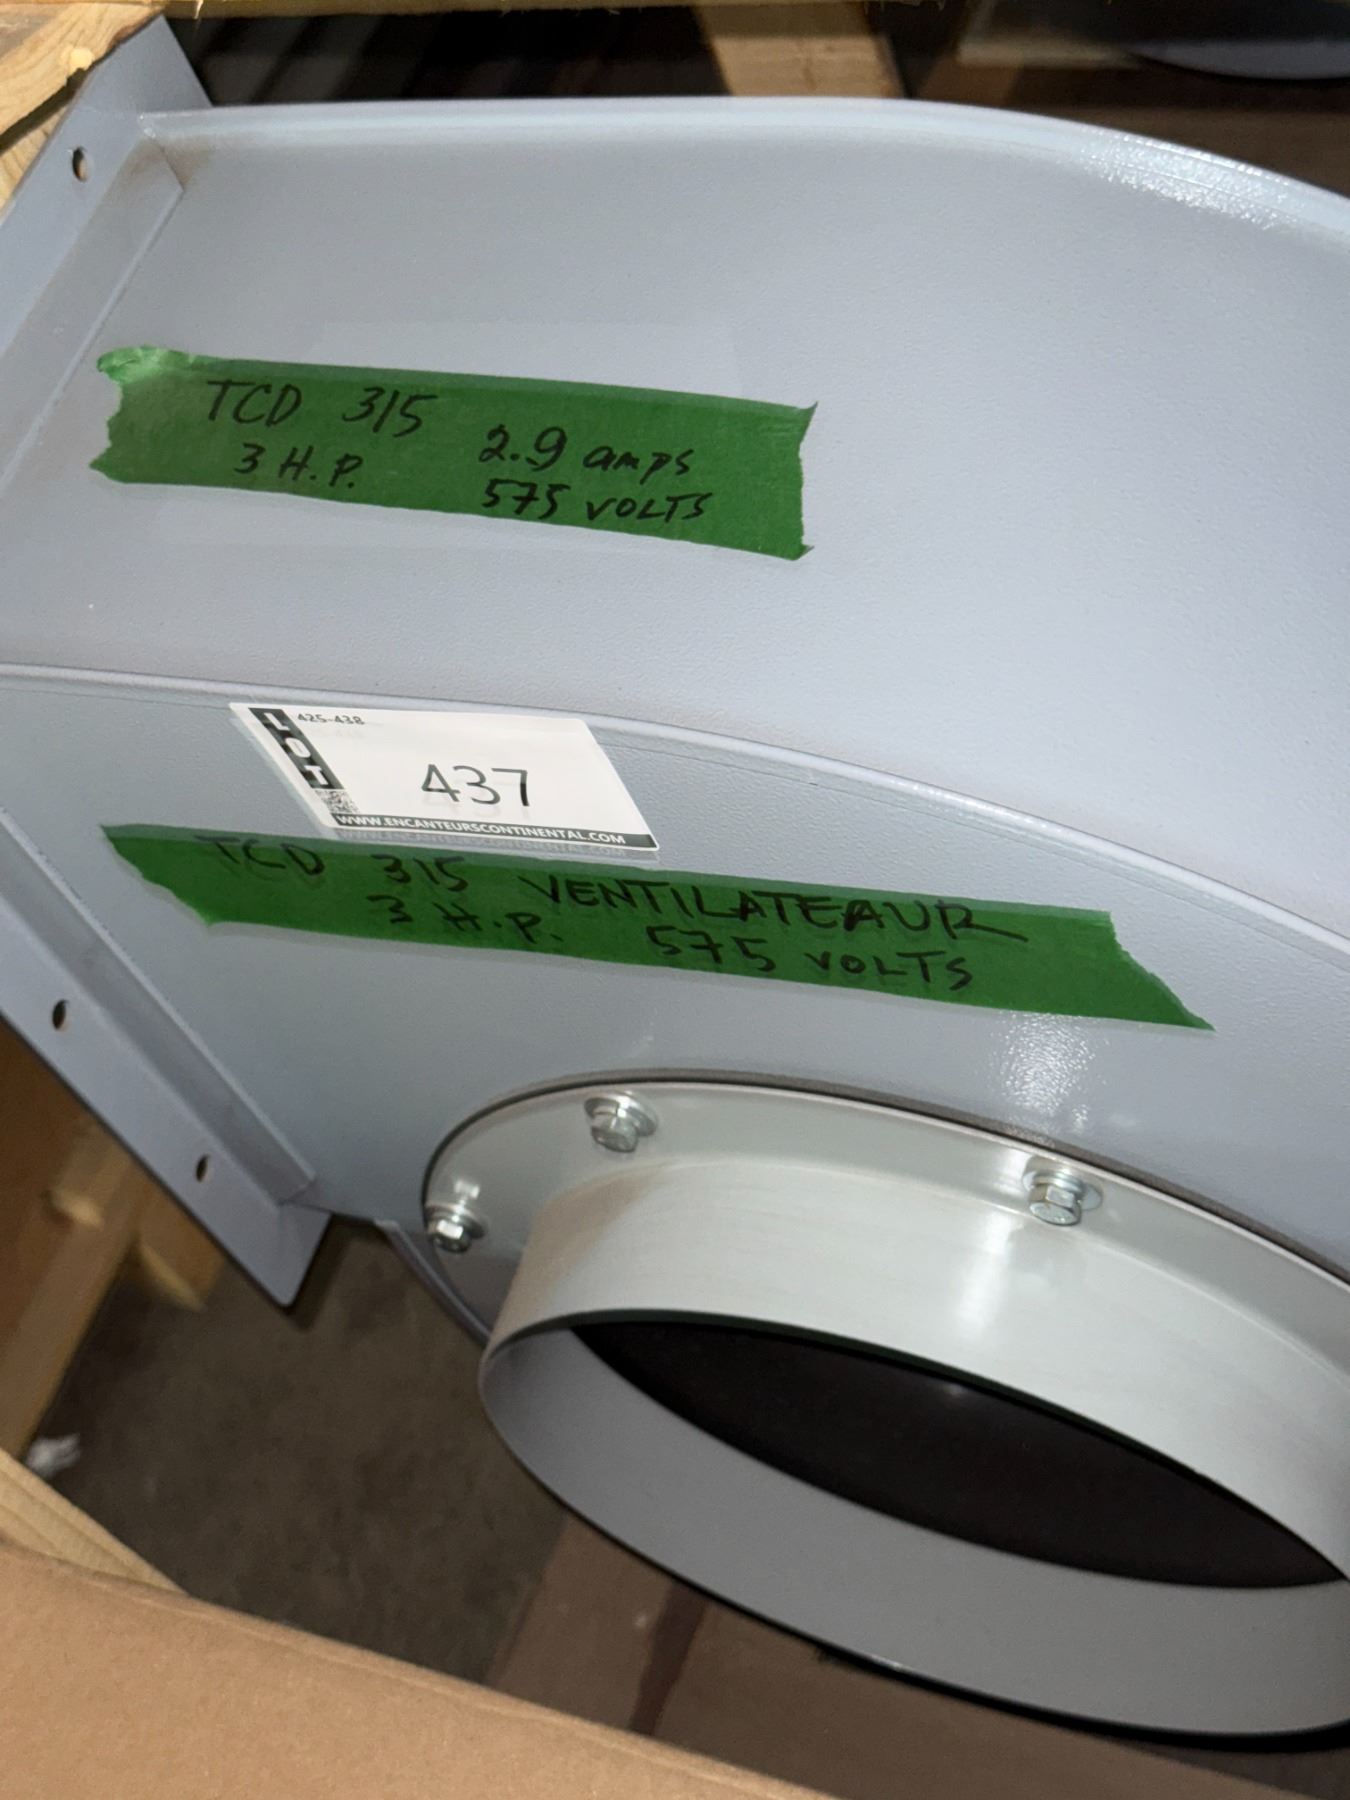 TCD 315
3 H.P.
2.9 amps
575 VOLTS
LOT
425-438
437
WWW.ENCANTEURSCONTINENTAL.COM
TCD 315 VENTILATEAUR
3 H.P. 575 VOLTS